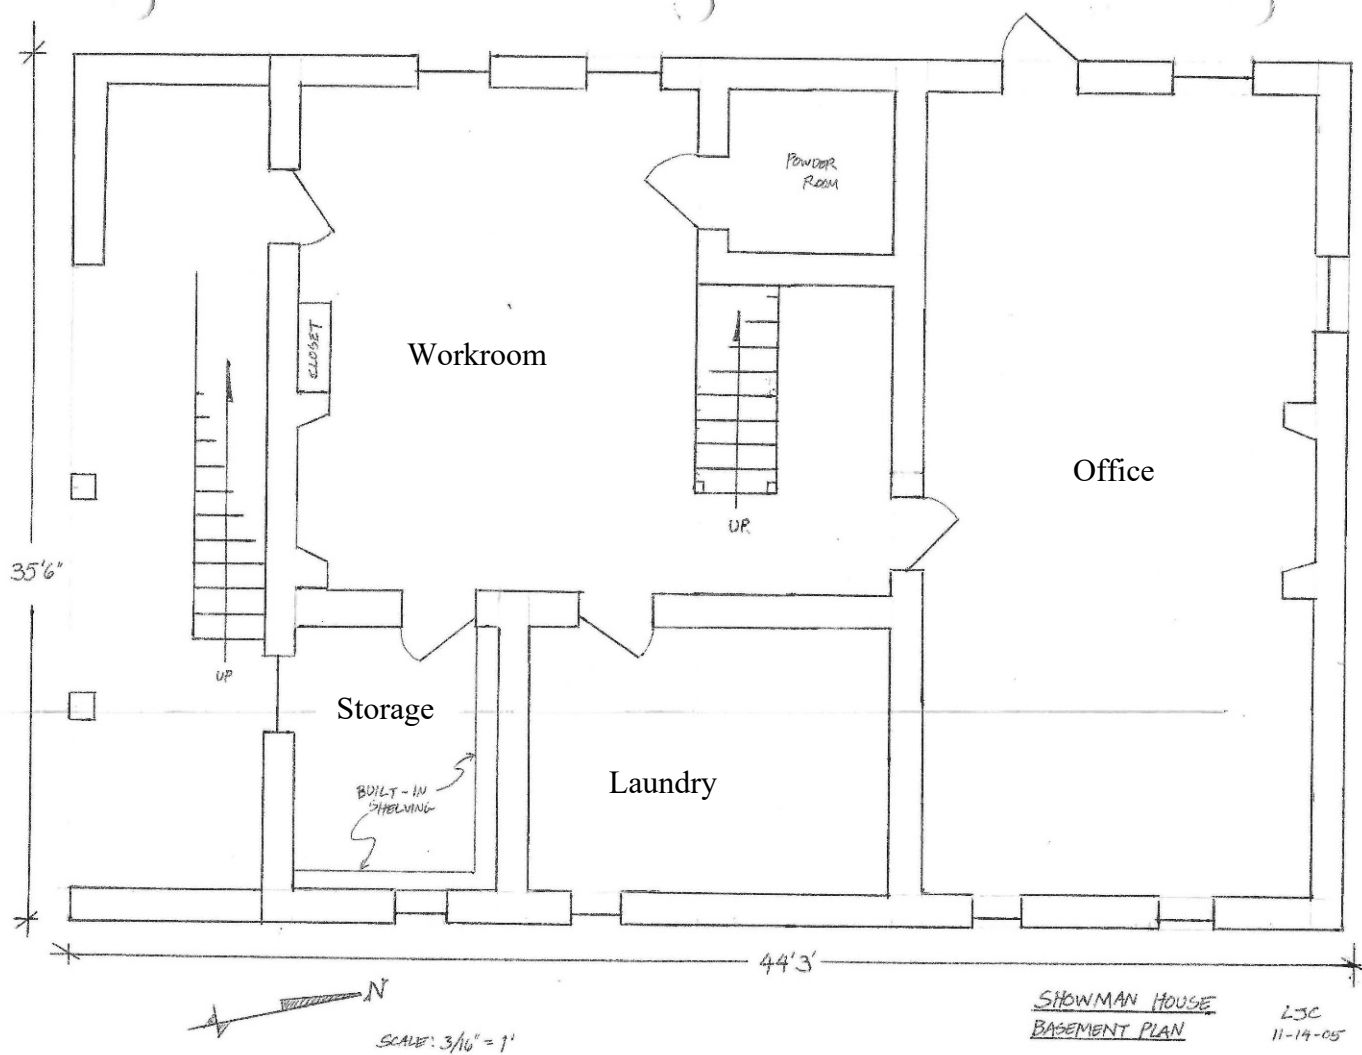 POWDER
ROOM
CLOSET
Workroom
Office
UP
35'6"
UP
Storage
BUILT-IN
SHELVING
Laundry
44'3'
N
SCALE: 3/16" = 1'
SHOWMAN HOUSE
BASEMENT PLAN
LJC
11-14-05